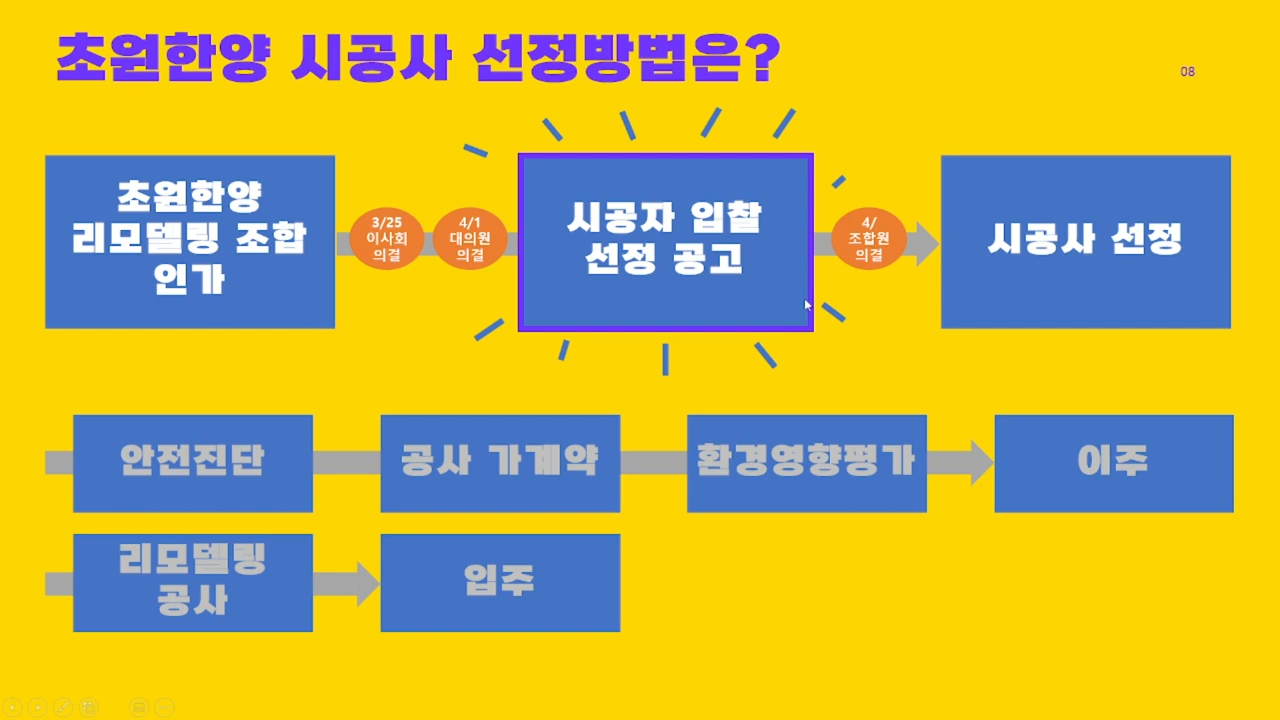 초원한양 시공사 선정방법은?
08
초원한양
리모델링 조합
인가
3/25
이사회
의결
4/1
대의원
의결
시공자 입찰
선정 공고
4/
조합원
의결
시공사 선정
안전진단
공사 가계약
환경영향평가
이주
리모델링
공사
입주